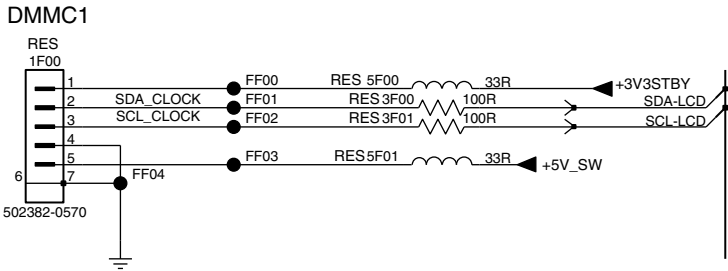 DMMC1
RES
1F00
1 FF00 RES 5F00 33R +3V3STBY
2 SDA_CLOCK FF01 RES 3F00 100R SDA-LCD
3 SCL_CLOCK FF02 RES 3F01 100R SCL-LCD
4
5 FF03 RES 5F01 33R +5V_SW
6 7 FF04
502382-0570